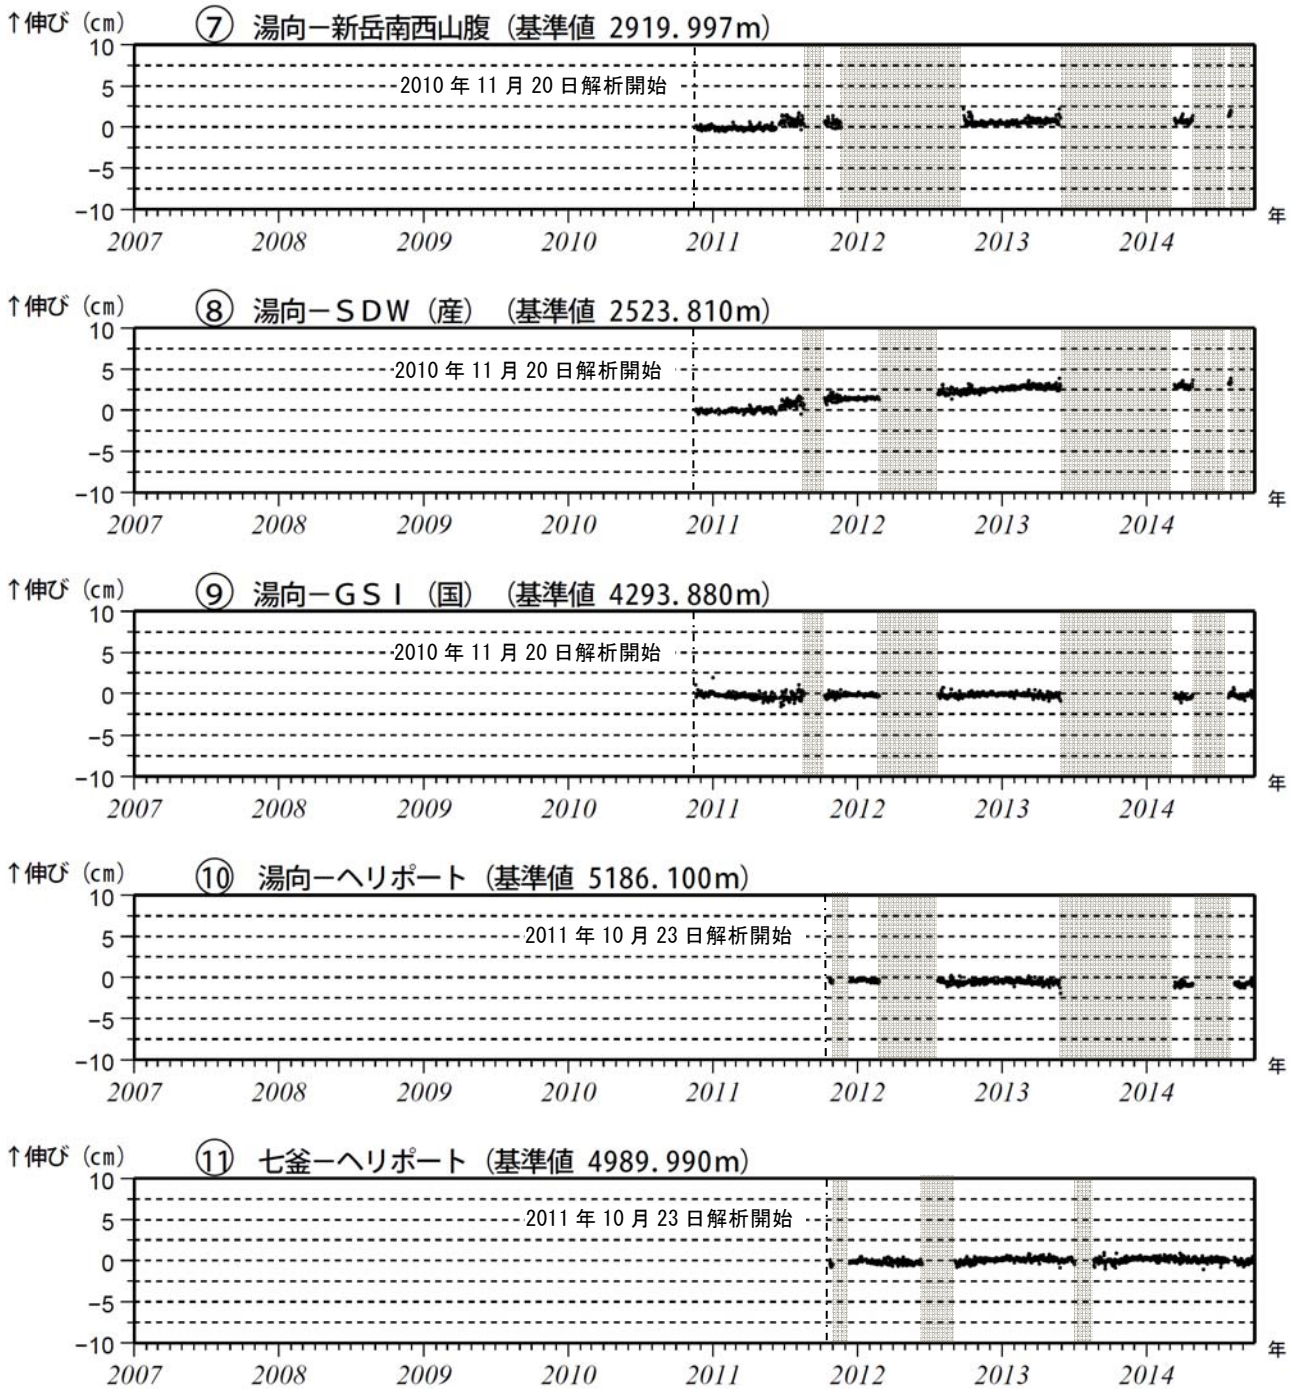 ↑伸び（cm） ⑦ 湯向－新岳南西山腹（基準値 2919.997m）
10
2010 年 11 月 20 日解析開始
5
0
−5
−10
年
2007 2008 2009 2010 2011 2012 2013 2014
↑伸び（cm） ⑧ 湯向－ＳＤＷ（産）（基準値 2523.810m）
10
2010 年 11 月 20 日解析開始
5
0
−5
−10
年
2007 2008 2009 2010 2011 2012 2013 2014
↑伸び（cm） ⑨ 湯向－ＧＳＩ（国）（基準値 4293.880m）
10
2010 年 11 月 20 日解析開始
5
0
−5
−10
年
2007 2008 2009 2010 2011 2012 2013 2014
↑伸び（cm） ⑩ 湯向－ヘリポート（基準値 5186.100m）
10
2011 年 10 月 23 日解析開始
5
0
−5
−10
年
2007 2008 2009 2010 2011 2012 2013 2014
↑伸び（cm） ⑪ 七釜－ヘリポート（基準値 4989.990m）
10
2011 年 10 月 23 日解析開始
5
0
−5
−10
年
2007 2008 2009 2010 2011 2012 2013 2014